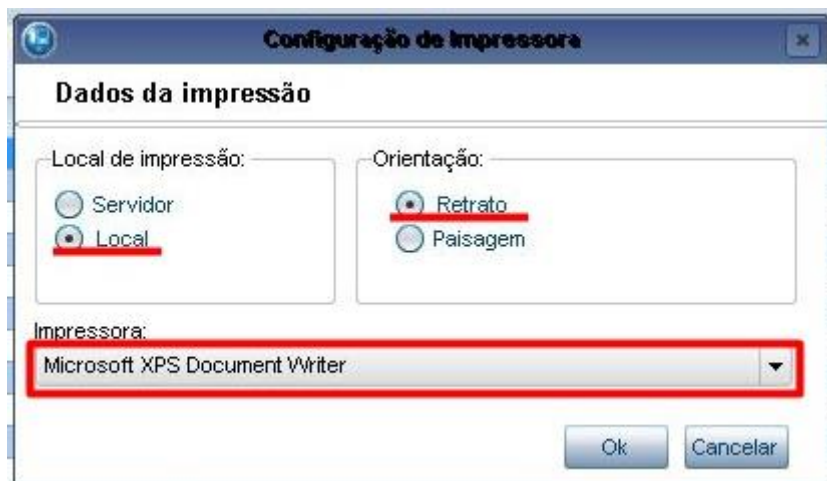 Configuração de Impressora
Dados da impressão
Local de impressão:
Servidor
Local
Orientação:
Retrato
Paisagem
Impressora:
Microsoft XPS Document Writer
Ok Cancelar